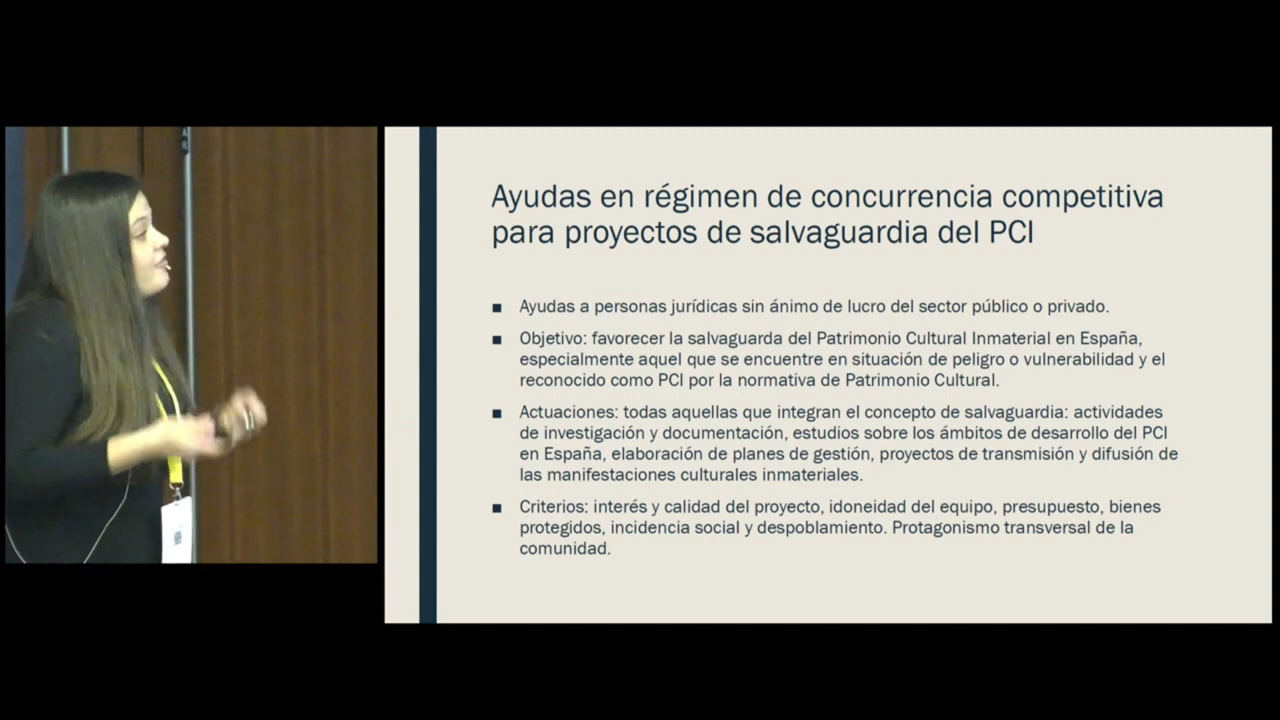 Ayudas en régimen de concurrencia competitiva
para proyectos de salvaguardia del PCI
■ Ayudas a personas jurídicas sin ánimo de lucro del sector público o privado.
■ Objetivo: favorecer la salvaguarda del Patrimonio Cultural Inmaterial en España,
especialmente aquel que se encuentre en situación de peligro o vulnerabilidad y el
reconocido como PCI por la normativa de Patrimonio Cultural.
■ Actuaciones: todas aquellas que integran el concepto de salvaguardia: actividades
de investigación y documentación, estudios sobre los ámbitos de desarrollo del PCI
en España, elaboración de planes de gestión, proyectos de transmisión y difusión de
las manifestaciones culturales inmateriales.
■ Criterios: interés y calidad del proyecto, idoneidad del equipo, presupuesto, bienes
protegidos, incidencia social y despoblamiento. Protagonismo transversal de la
comunidad.